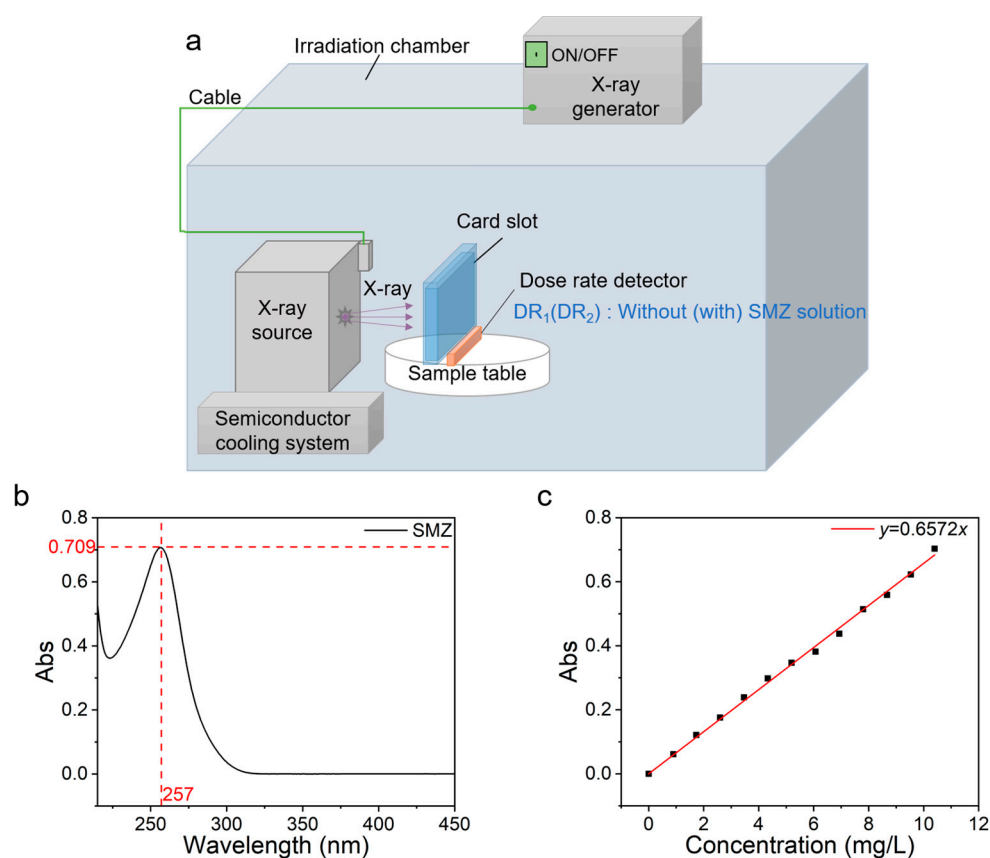 a
Irradiation chamber
ON/OFF
X-ray
generator
Cable
Card slot
X-ray
Dose rate detector
X-ray
source
DR₁(DR₂) : Without (with) SMZ solution
Sample table
Semiconductor
cooling system
b
0.8
SMZ
0.709
0.6
0.4
0.2
0.0
Abs
257
250
300
350
400
450
Wavelength (nm)
c
0.8
y=0.6572x
0.6
0.4
0.2
0.0
Abs
0
2
4
6
8
10
12
Concentration (mg/L)